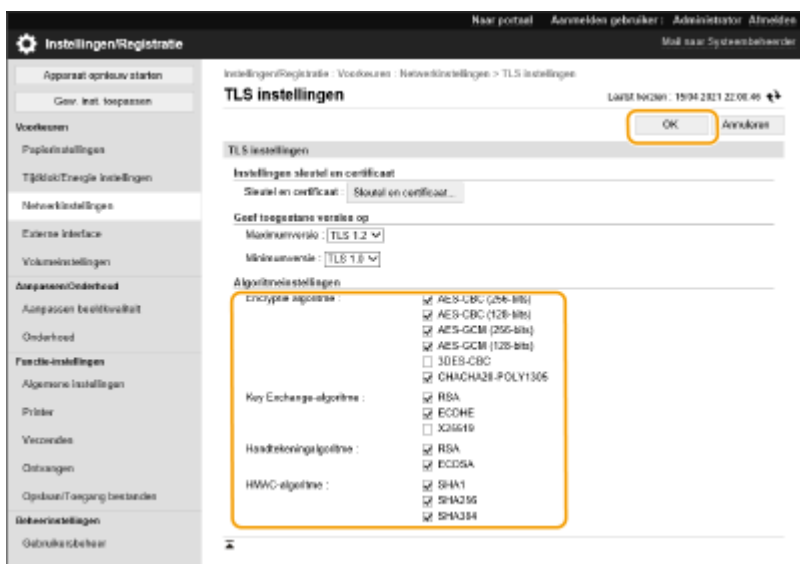 Naar portaal Aanmelden gebruiker : Administrator Afmelden
Instellingen/Registratie
Mail naar Systeembeheerder
Apparaat opnieuw starten
Gew. inst. toepassen
Voorkeuren
Papierinstellingen
Tijdklok/Energie instellingen
Netwerkinstellingen
Externe interface
Volumeinstellingen
Aanpassen/Onderhoud
Aanpassen beeldkwaliteit
Onderhoud
Functie-instellingen
Algemene instellingen
Printer
Verzenden
Ontvangen
Opslaan/Toegang bestanden
Beheerinstellingen
Gebruikersbeheer
Instellingen/Registratie : Voorkeuren : Netwerkinstellingen > TLS instellingen
TLS instellingen
Laatst herzien : 15/04 2021 22:00:46
OK Annuleren
TLS instellingen
Instellingen sleutel en certificaat
Sleutel en certificaat : Sleutel en certificaat...
Geef toegestane versies op
Maximumversie : TLS 1.2
Minimumversie : TLS 1.0
Algoritmeinstellingen
Encryptie algoritme : AES-CBC (256-bits)
AES-CBC (128-bits)
AES-GCM (256-bits)
AES-GCM (128-bits)
3DES-CBC
CHACHA20-POLY1305
Key Exchange-algoritme : RSA
ECDHE
X25519
Handtekeningalgoritme : RSA
ECDSA
HMAC-algoritme : SHA1
SHA256
SHA384